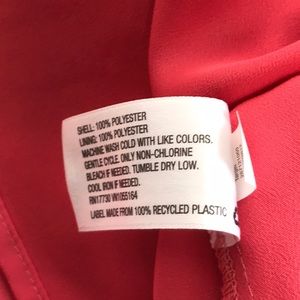 SHELL: 100% POLYESTER
LINING: 100% POLYESTER
MACHINE WASH COLD WITH LIKE COLORS.
GENTLE CYCLE. ONLY NON-CHLORINE
BLEACH IF NEEDED. TUMBLE DRY LOW.
COOL IRON IF NEEDED.
RN17730 W1055164
LABEL MADE FROM 100% RECYCLED PLASTIC